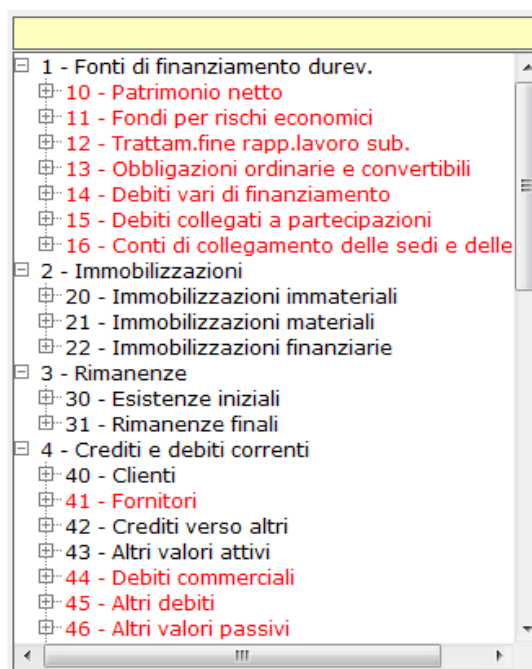 1 - Fonti di finanziamento durev.
10 - Patrimonio netto
11 - Fondi per rischi economici
12 - Trattam.fine rapp.lavoro sub.
13 - Obbligazioni ordinarie e convertibili
14 - Debiti vari di finanziamento
15 - Debiti collegati a partecipazioni
16 - Conti di collegamento delle sedi e delle
2 - Immobilizzazioni
20 - Immobilizzazioni immateriali
21 - Immobilizzazioni materiali
22 - Immobilizzazioni finanziarie
3 - Rimanenze
30 - Esistenze iniziali
31 - Rimanenze finali
4 - Crediti e debiti correnti
40 - Clienti
41 - Fornitori
42 - Crediti verso altri
43 - Altri valori attivi
44 - Debiti commerciali
45 - Altri debiti
46 - Altri valori passivi